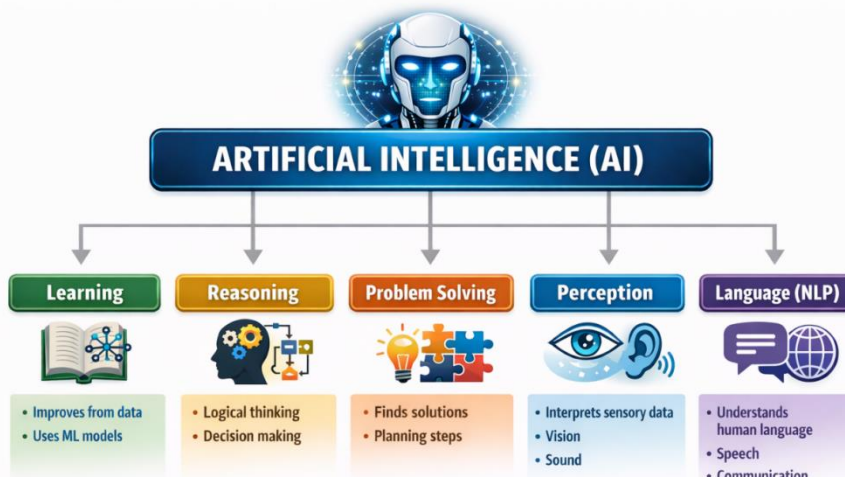 ARTIFICIAL INTELLIGENCE (AI)
Learning
Reasoning
Problem Solving
Perception
Language (NLP)
• Improves from data
• Uses ML models
• Logical thinking
• Decision making
• Finds solutions
• Planning steps
• Interprets sensory data
• Vision
• Sound
• Understands
human language
• Speech
• Communication